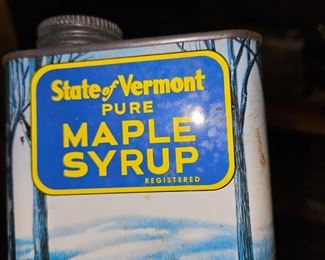 State of Vermont
PURE
MAPLE
SYRUP
REGISTERED